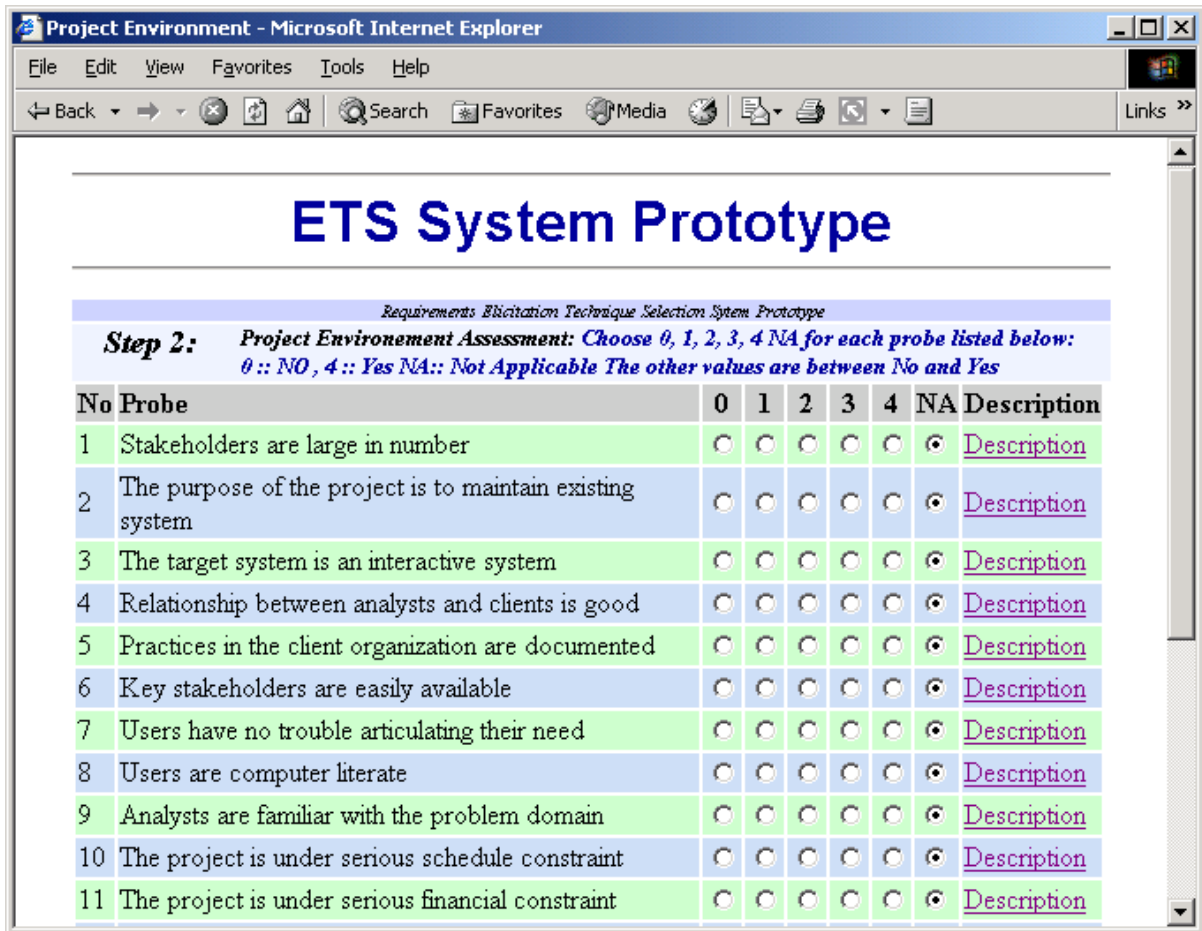 Project Environment - Microsoft Internet Explorer
File Edit View Favorites Tools Help
Back Search Favorites Media Links »
ETS System Prototype
Requirements Elicitation Technique Selection Sytem Prototype
Step 2: Project Environement Assessment: Choose 0, 1, 2, 3, 4 NA for each probe listed below:
0 :: NO , 4 :: Yes NA:: Not Applicable The other values are between No and Yes
No Probe 0 1 2 3 4 NA Description
1 Stakeholders are large in number Description
2 The purpose of the project is to maintain existing
system Description
3 The target system is an interactive system Description
4 Relationship between analysts and clients is good Description
5 Practices in the client organization are documented Description
6 Key stakeholders are easily available Description
7 Users have no trouble articulating their need Description
8 Users are computer literate Description
9 Analysts are familiar with the problem domain Description
10 The project is under serious schedule constraint Description
11 The project is under serious financial constraint Description